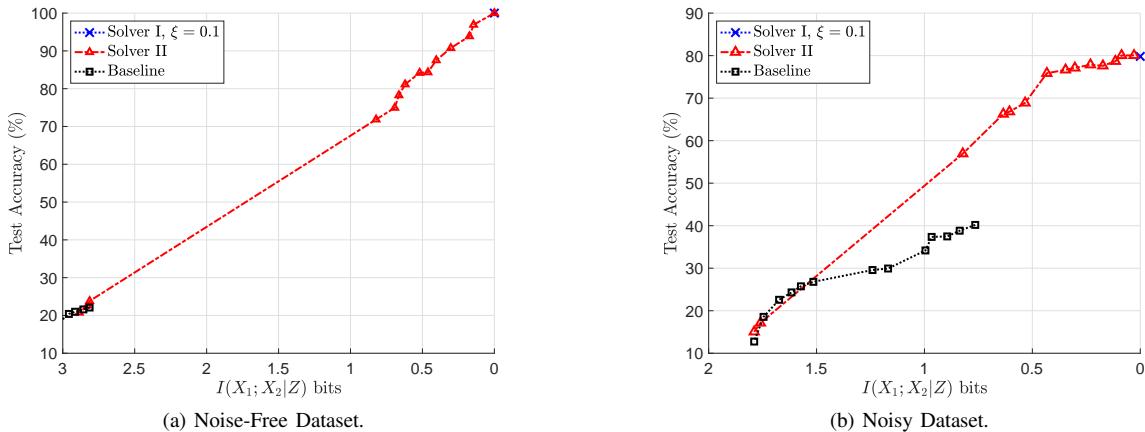 Solver I, ξ = 0.1
Solver II
Baseline
100
90
80
70
60
50
40
30
20
10
Test Accuracy (%)
3
2.5
2
1.5
1
0.5
0
I(X₁; X₂|Z) bits
(a) Noise-Free Dataset.
Solver I, ξ = 0.1
Solver II
Baseline
90
80
70
60
50
40
30
20
10
Test Accuracy (%)
2
1.5
1
0.5
0
I(X₁; X₂|Z) bits
(b) Noisy Dataset.